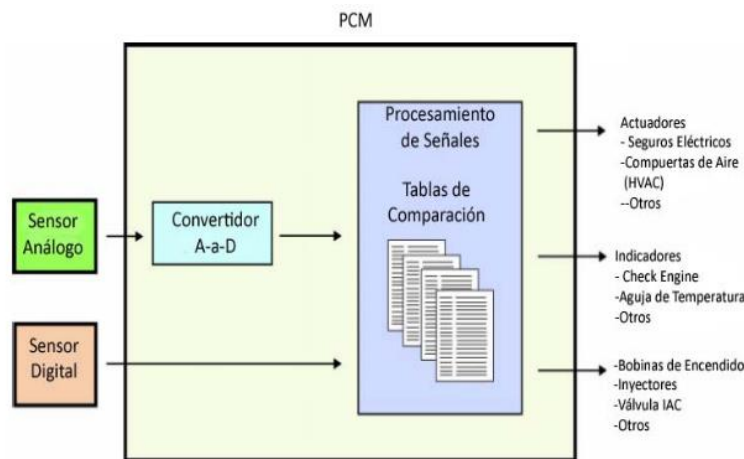 PCM
Sensor
Análogo
Sensor
Digital
Convertidor
A-a-D
Procesamiento
de Señales
Tablas de
Comparación
Actuadores
- Seguros Eléctricos
-Compuertas de Aire
(HVAC)
--Otros
Indicadores
- Check Engine
-Aguja de Temperatura
-Otros
-Bobinas de Encendido
-Inyectores
-Válvula IAC
-Otros